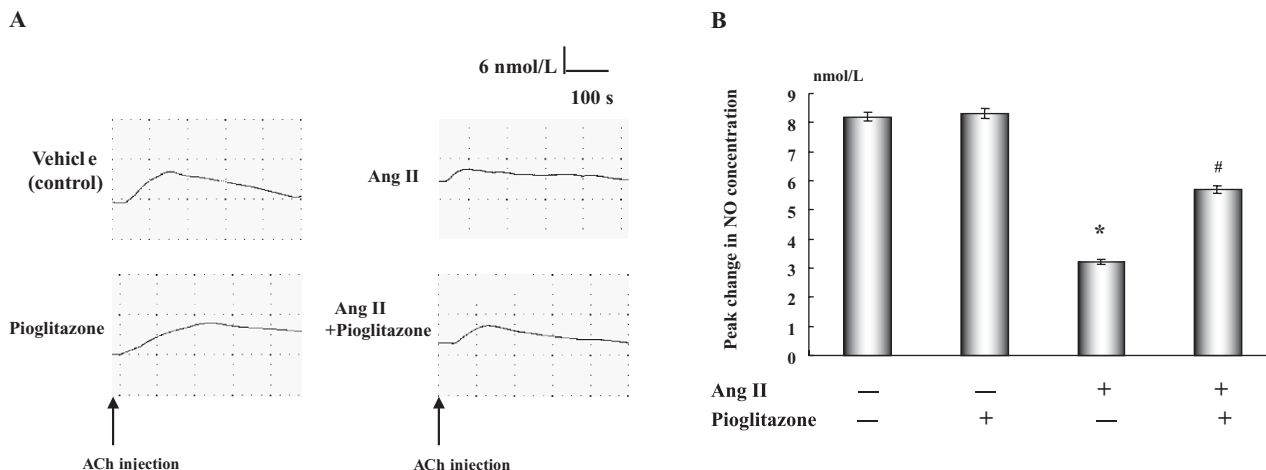 A
6 nmol/L
100 s
Vehicl e
(control)
Ang II
Pioglitazone
Ang II
+Pioglitazone
ACh injection
ACh injection
B
nmol/L
Peak change in NO concentration
9
8
7
6
5
4
3
2
1
0
*
#
Ang II — — + +
Pioglitazone — + — +